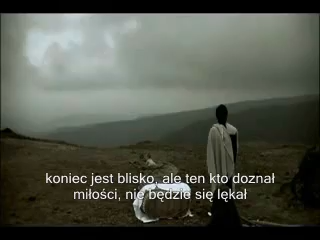 koniec jest blisko, ale ten kto doznał
miłości, nie będzie się lękał